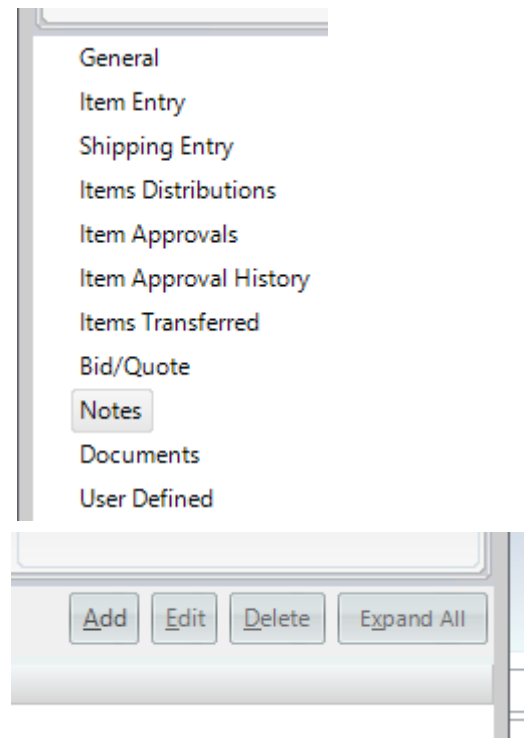 General
Item Entry
Shipping Entry
Items Distributions
Item Approvals
Item Approval History
Items Transferred
Bid/Quote
Notes
Documents
User Defined
Add Edit Delete Expand All